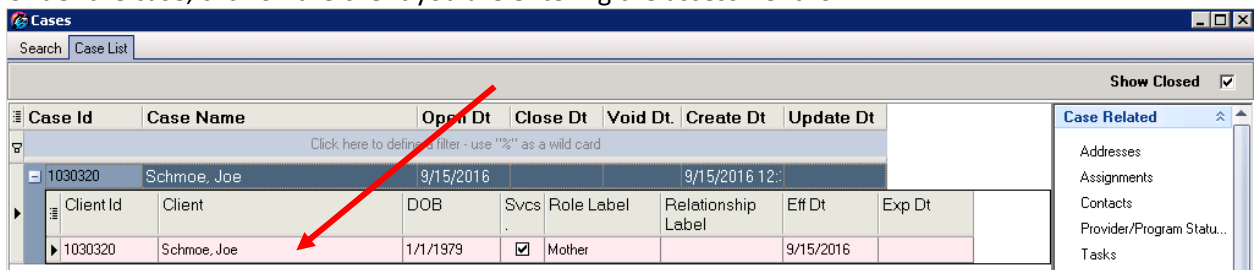 Cases
Search Case List
Show Closed
Case Id Case Name Open Dt Close Dt Void Dt. Create Dt Update Dt Case Related
Click here to define a filter - use "%" as a wild card
Addresses
1030320 Schmoe, Joe 9/15/2016 9/15/2016 12:
Assignments
Client Id Client DOB Svcs. Role Label Relationship Label Eff Dt Exp Dt
Contacts
Provider/Program Statu...
1030320 Schmoe, Joe 1/1/1979 Mother 9/15/2016
Tasks